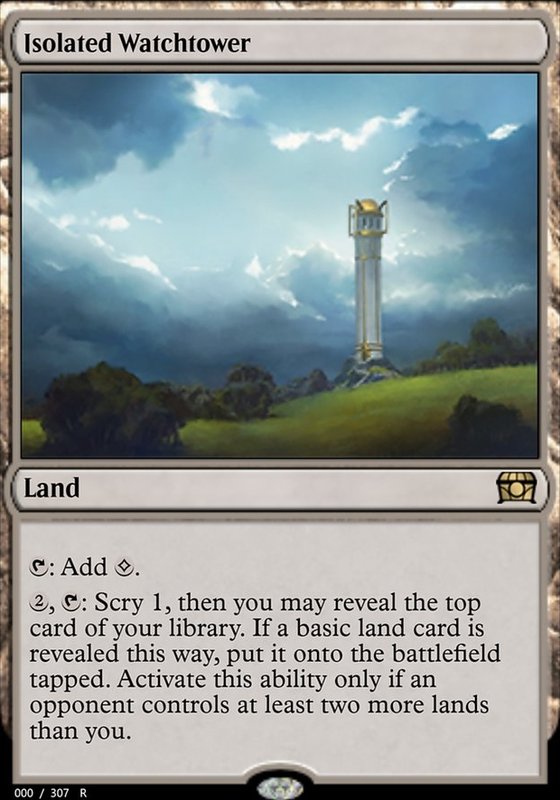 Isolated Watchtower
Land
: Add .
2, : Scry 1, then you may reveal the top
card of your library. If a basic land card is
revealed this way, put it onto the battlefield
tapped. Activate this ability only if an
opponent controls at least two more lands
than you.
000 / 307 R